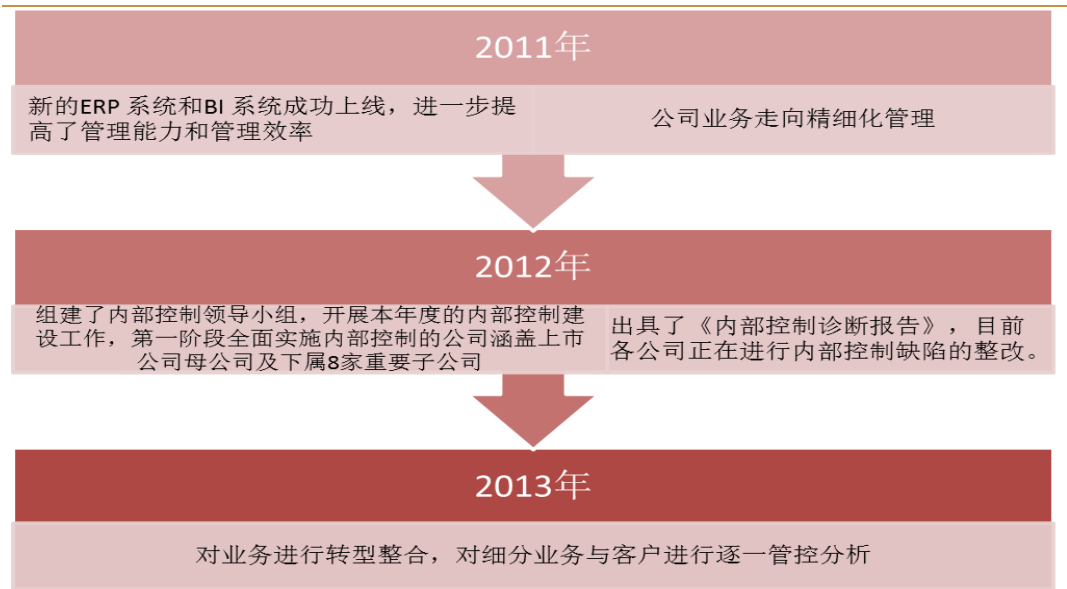 2011年
新的ERP 系统和BI 系统成功上线，进一步提
高了管理能力和管理效率
公司业务走向精细化管理
2012年
组建了内部控制领导小组，开展本年度的内部控制建
设工作，第一阶段全面实施内部控制的公司涵盖上市
公司母公司及下属8家重要子公司
出具了《内部控制诊断报告》，目前
各公司正在进行内部控制缺陷的整改。
2013年
对业务进行转型整合，对细分业务与客户进行逐一管控分析